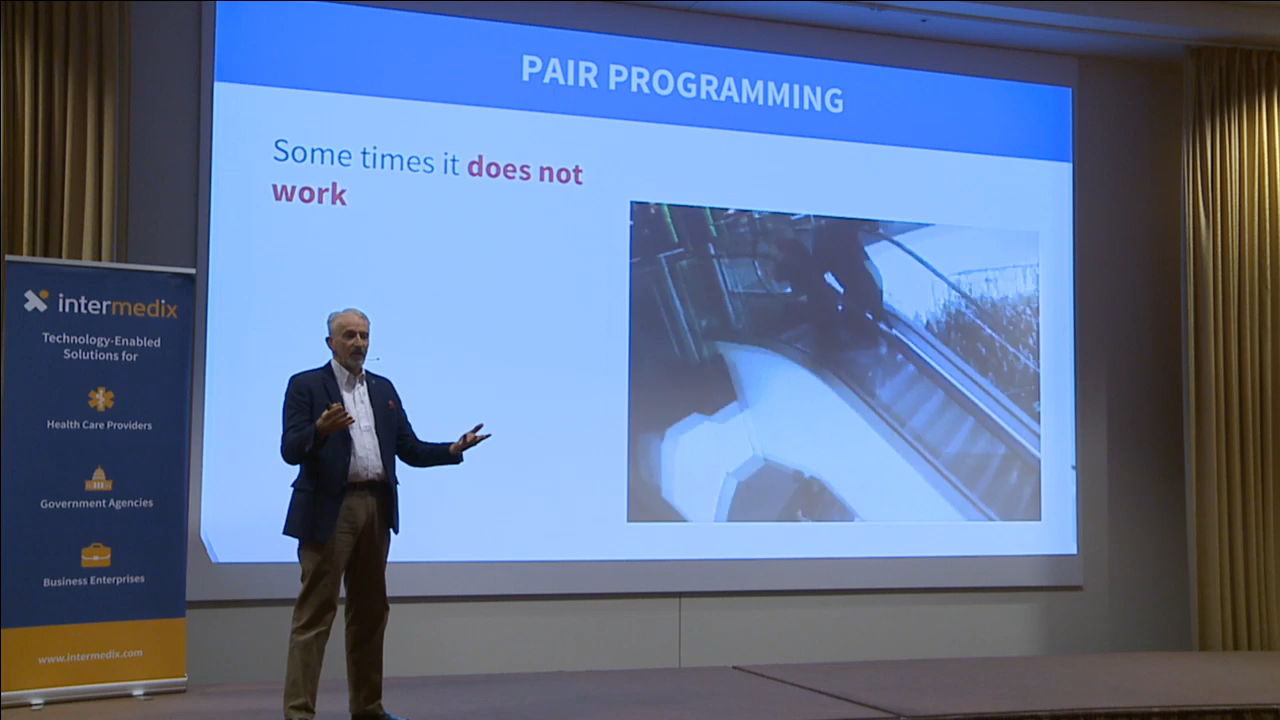 PAIR PROGRAMMING
Some times it does not
work
intermedix
Technology-Enabled
Solutions for
Health Care Providers
Government Agencies
Business Enterprises
www.intermedix.com